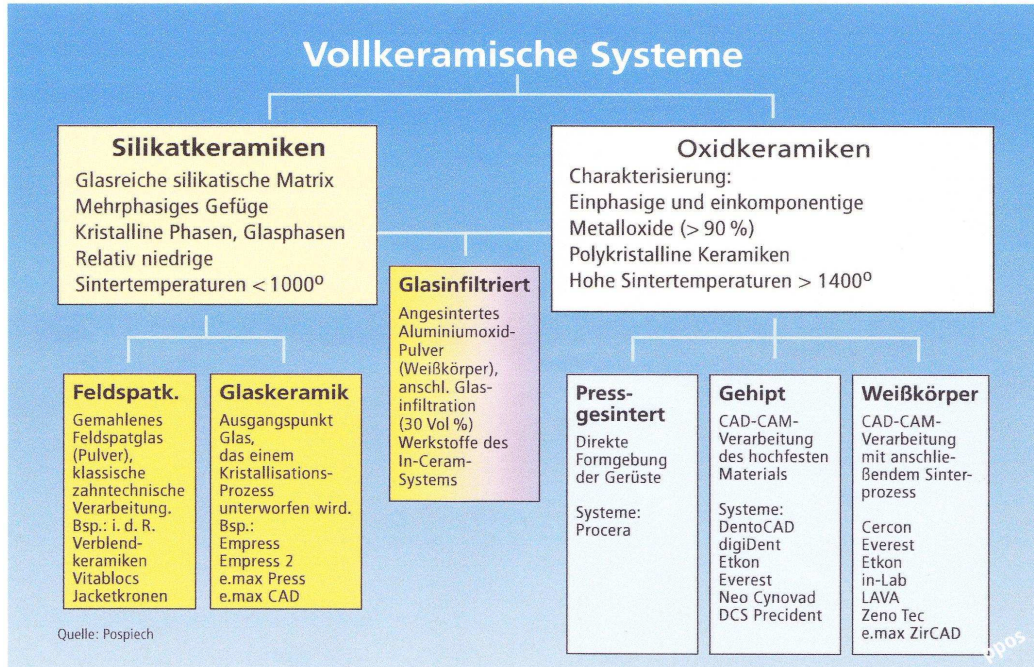 Vollkeramische Systeme
Silikatkeramiken
Glasreiche silikatische Matrix
Mehrphasiges Gefüge
Kristalline Phasen, Glasphasen
Relativ niedrige
Sintertemperaturen < 1000⁰
Oxidkeramiken
Charakterisierung:
Einphasige und einkomponentige
Metalloxide (> 90 %)
Polykristalline Keramiken
Hohe Sintertemperaturen > 1400⁰
Glasinfiltriert
Angesintertes
Aluminiumoxid-
Pulver
(Weißkörper),
anschl. Glas-
infiltration
(30 Vol %)
Werkstoffe des
In-Ceram-
Systems
Feldspatk.
Gemahlenes
Feldspatglas
(Pulver),
klassische
zahntechnische
Verarbeitung.
Bsp.: i. d. R.
Verblend-
keramiken
Vitablocs
Jacketkronen
Glaskeramik
Ausgangspunkt
Glas,
das einem
Kristallisations-
Prozess
unterworfen wird.
Bsp.:
Empress
Empress 2
e.max Press
e.max CAD
Press-
gesintert
Direkte
Formgebung
der Gerüste
Systeme:
Procera
Gehipt
CAD-CAM-
Verarbeitung
des hochfesten
Materials
Systeme:
DentoCAD
digiDent
Etkon
Everest
Neo Cynovad
DCS Precident
Weißkörper
CAD-CAM-
Verarbeitung
mit anschlie-
ßendem Sinter-
prozess
Cercon
Everest
Etkon
in-Lab
LAVA
Zeno Tec
e.max ZirCAD
Quelle: Pospiech